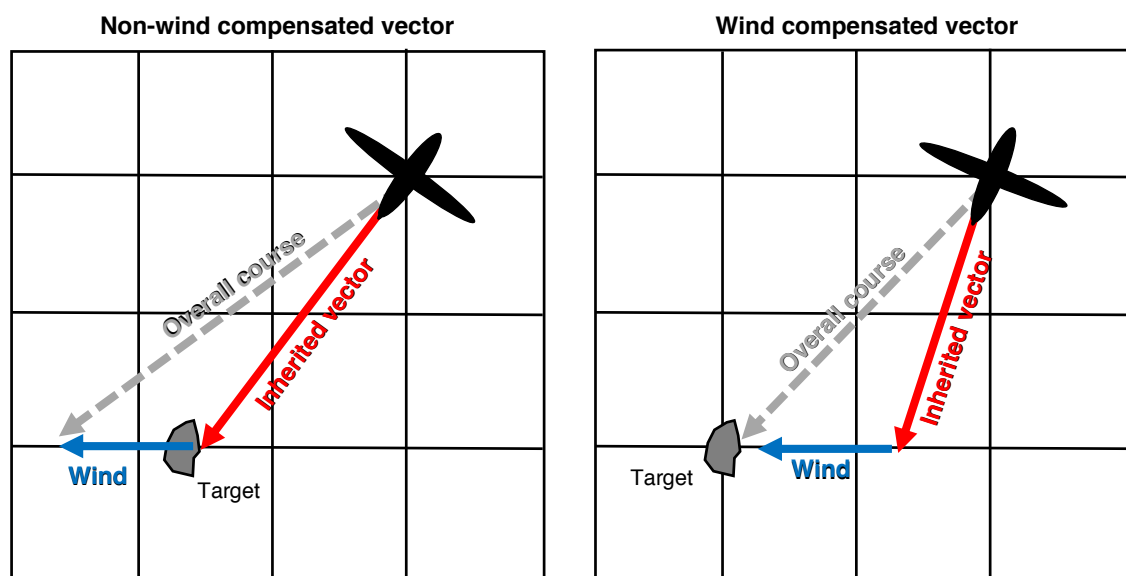 Non-wind compensated vector
Overall course
Inherited vector
Wind
Target
Wind compensated vector
Overall course
Inherited vector
Wind
Target